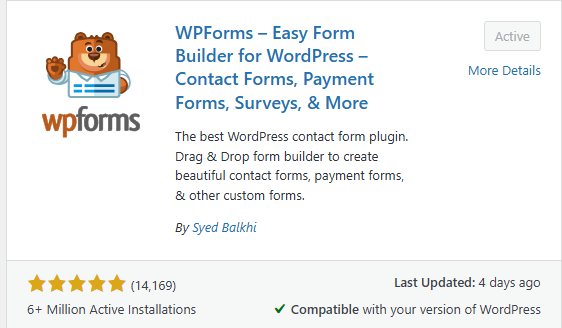 WPForms – Easy Form
Builder for WordPress –
Contact Forms, Payment
Forms, Surveys, & More
Active
More Details
wpforms
The best WordPress contact form plugin.
Drag & Drop form builder to create
beautiful contact forms, payment forms,
& other custom forms.
By Syed Balkhi
(14,169)
6+ Million Active Installations
Last Updated: 4 days ago
Compatible with your version of WordPress